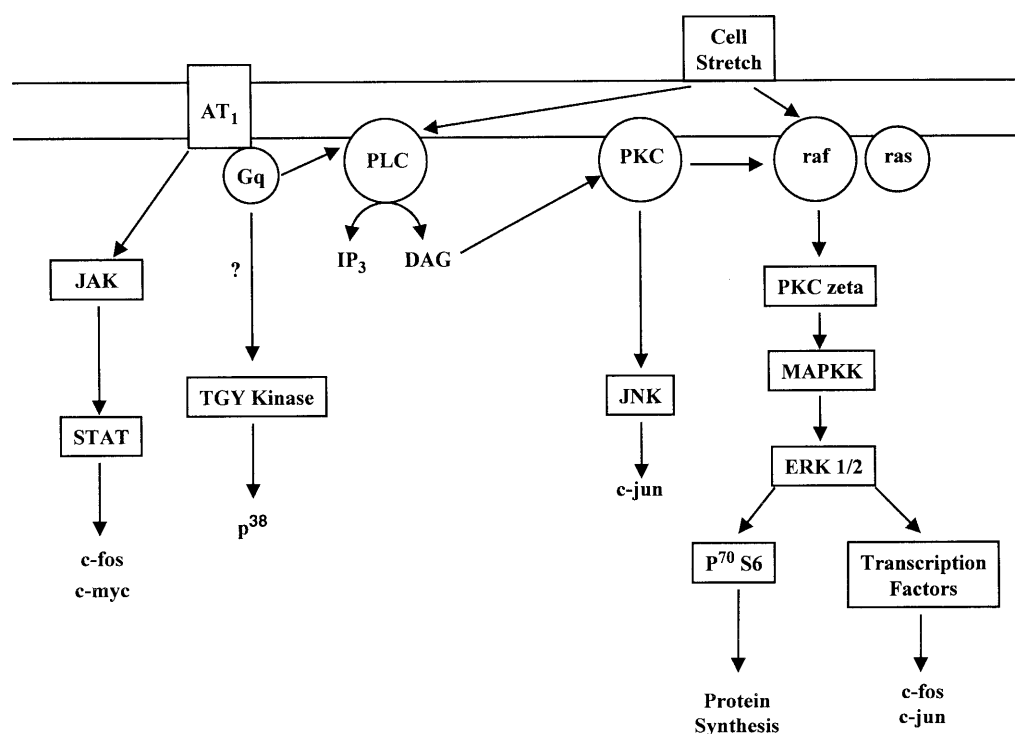 Cell
Stretch
AT1
Gq
PLC
PKC
raf
ras
?
IP3
DAG
JAK
PKC zeta
MAPKK
TGY Kinase
JNK
STAT
ERK 1/2
c-jun
p38
c-fos
c-myc
P70 S6
Transcription
Factors
Protein
Synthesis
c-fos
c-jun